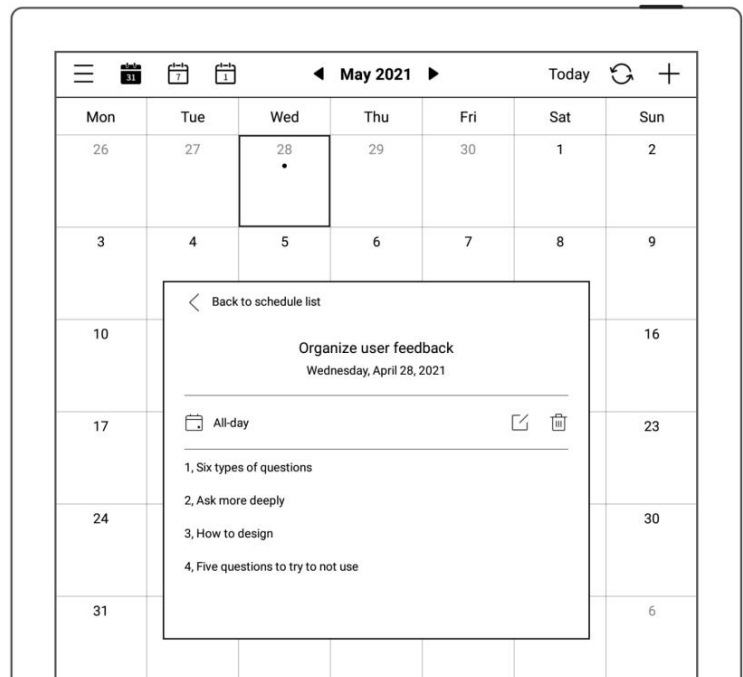 31 7 1 May 2021 Today
Mon Tue Wed Thu Fri Sat Sun
26 27 28 29 30 1 2
3 4 5 6 7 8 9
Back to schedule list
10 16
Organize user feedback
Wednesday, April 28, 2021
17 All-day 23
1, Six types of questions
2, Ask more deeply
24 30
3, How to design
4, Five questions to try to not use
31 6